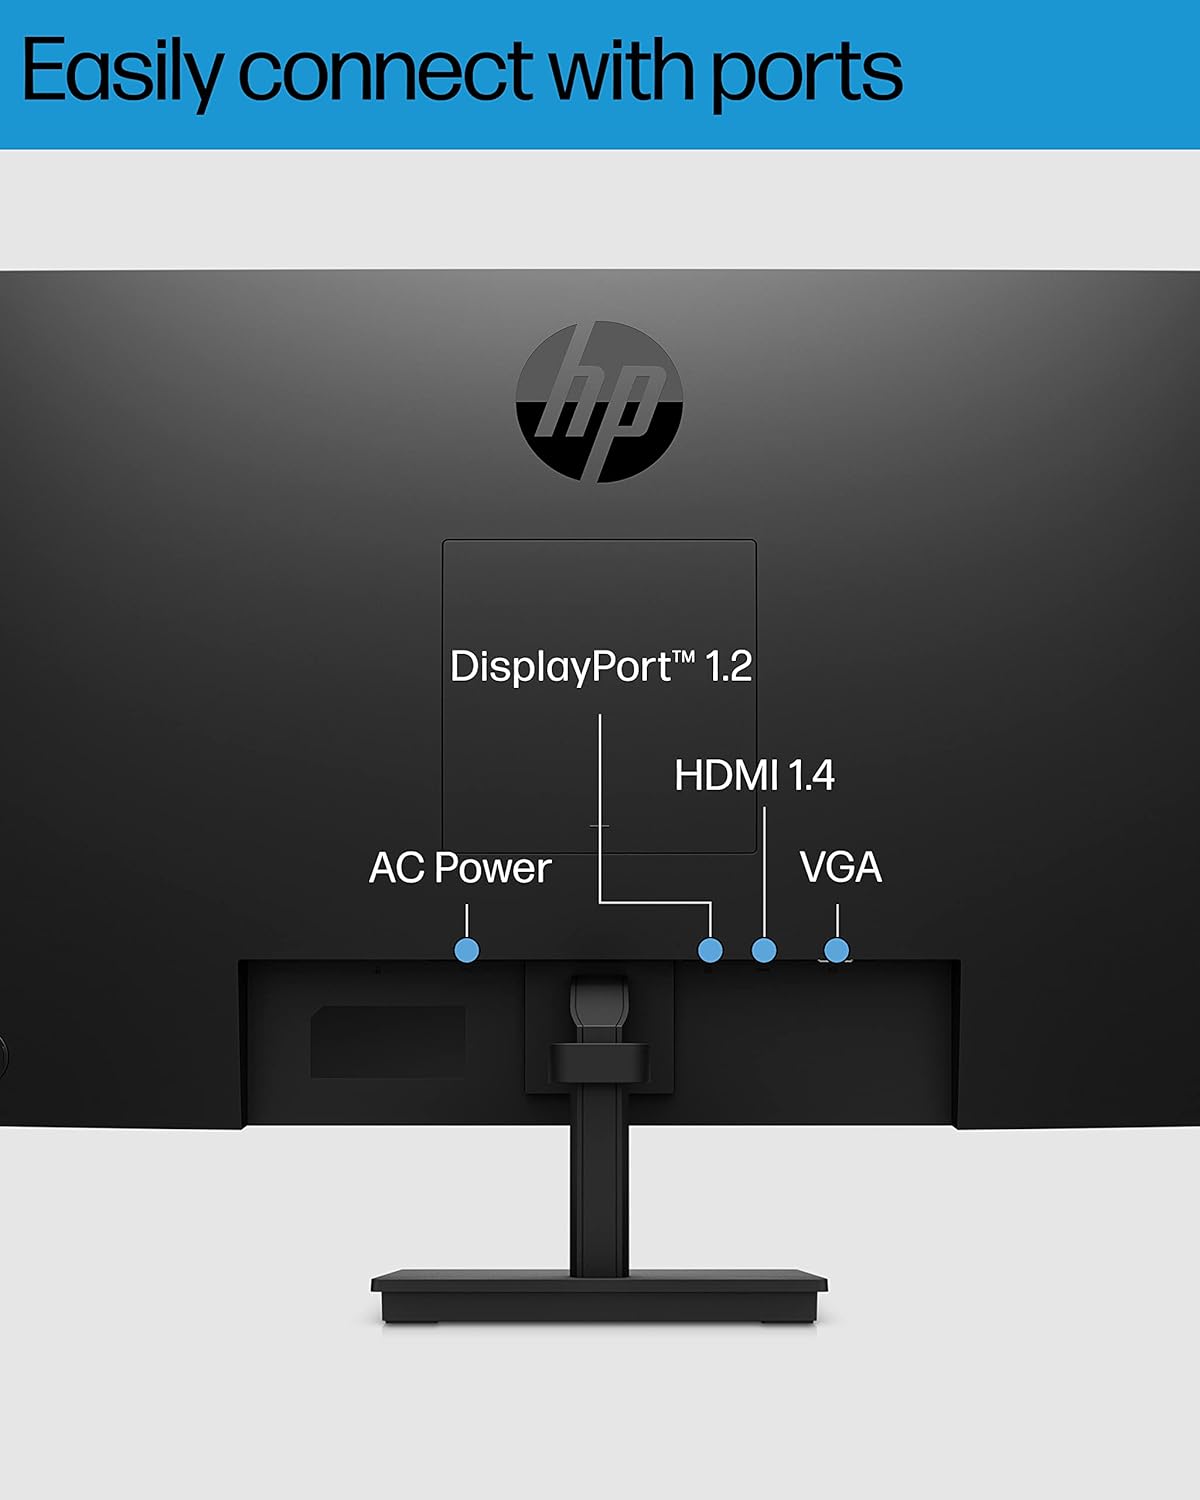 Easily connect with ports
hp
DisplayPort™ 1.2
HDMI 1.4
AC Power
VGA